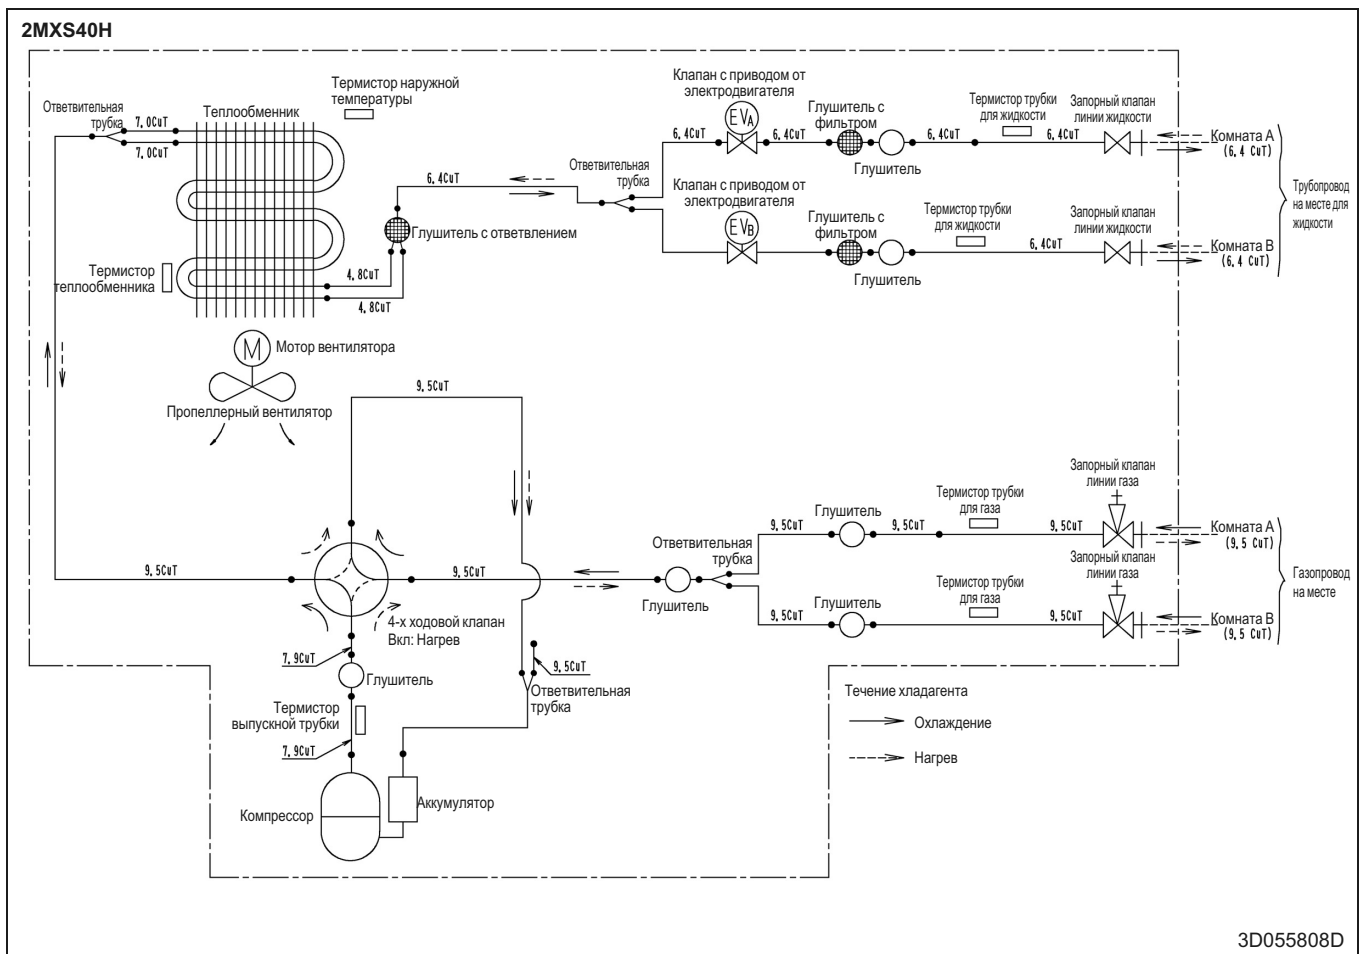 2MXS40H
Термистор наружной
температуры
Теплообменник
Ответвительная
трубка
7,0CuT
7,0CuT
Клапан с приводом от
электродвигателя
EVA
6,4CuT
6,4CuT
Глушитель с
фильтром
Глушитель
6,4CuT
Термистор трубки
для жидкости
6,4CuT
Запорный клапан
линии жидкости
Комната A
(6,4 CuT)
Ответвительная
трубка
6,4CuT
Клапан с приводом от
электродвигателя
EVB
Глушитель с
фильтром
Глушитель
Термистор трубки
для жидкости
6,4CuT
Запорный клапан
линии жидкости
Комната B
(6,4 CuT)
Трубопровод
на месте для
жидкости
Глушитель с ответвлением
Термистор
теплообменника
4,8CuT
4,8CuT
M
Мотор вентилятора
Пропеллерный вентилятор
9,5CuT
9,5CuT
9,5CuT
4-х ходовой клапан
Вкл: Нагрев
Глушитель
Ответвительная
трубка
9,5CuT
Глушитель
9,5CuT
Термистор трубки
для газа
9,5CuT
Запорный клапан
линии газа
Комната A
(9,5 CuT)
9,5CuT
Глушитель
Термистор трубки
для газа
9,5CuT
Запорный клапан
линии газа
Комната B
(9,5 CuT)
Газопровод
на месте
7,9CuT
Глушитель
9,5CuT
Ответвительная
трубка
Термистор
выпускной трубки
7,9CuT
Компрессор
Аккумулятор
Течение хладагента
Охлаждение
Нагрев
3D055808D